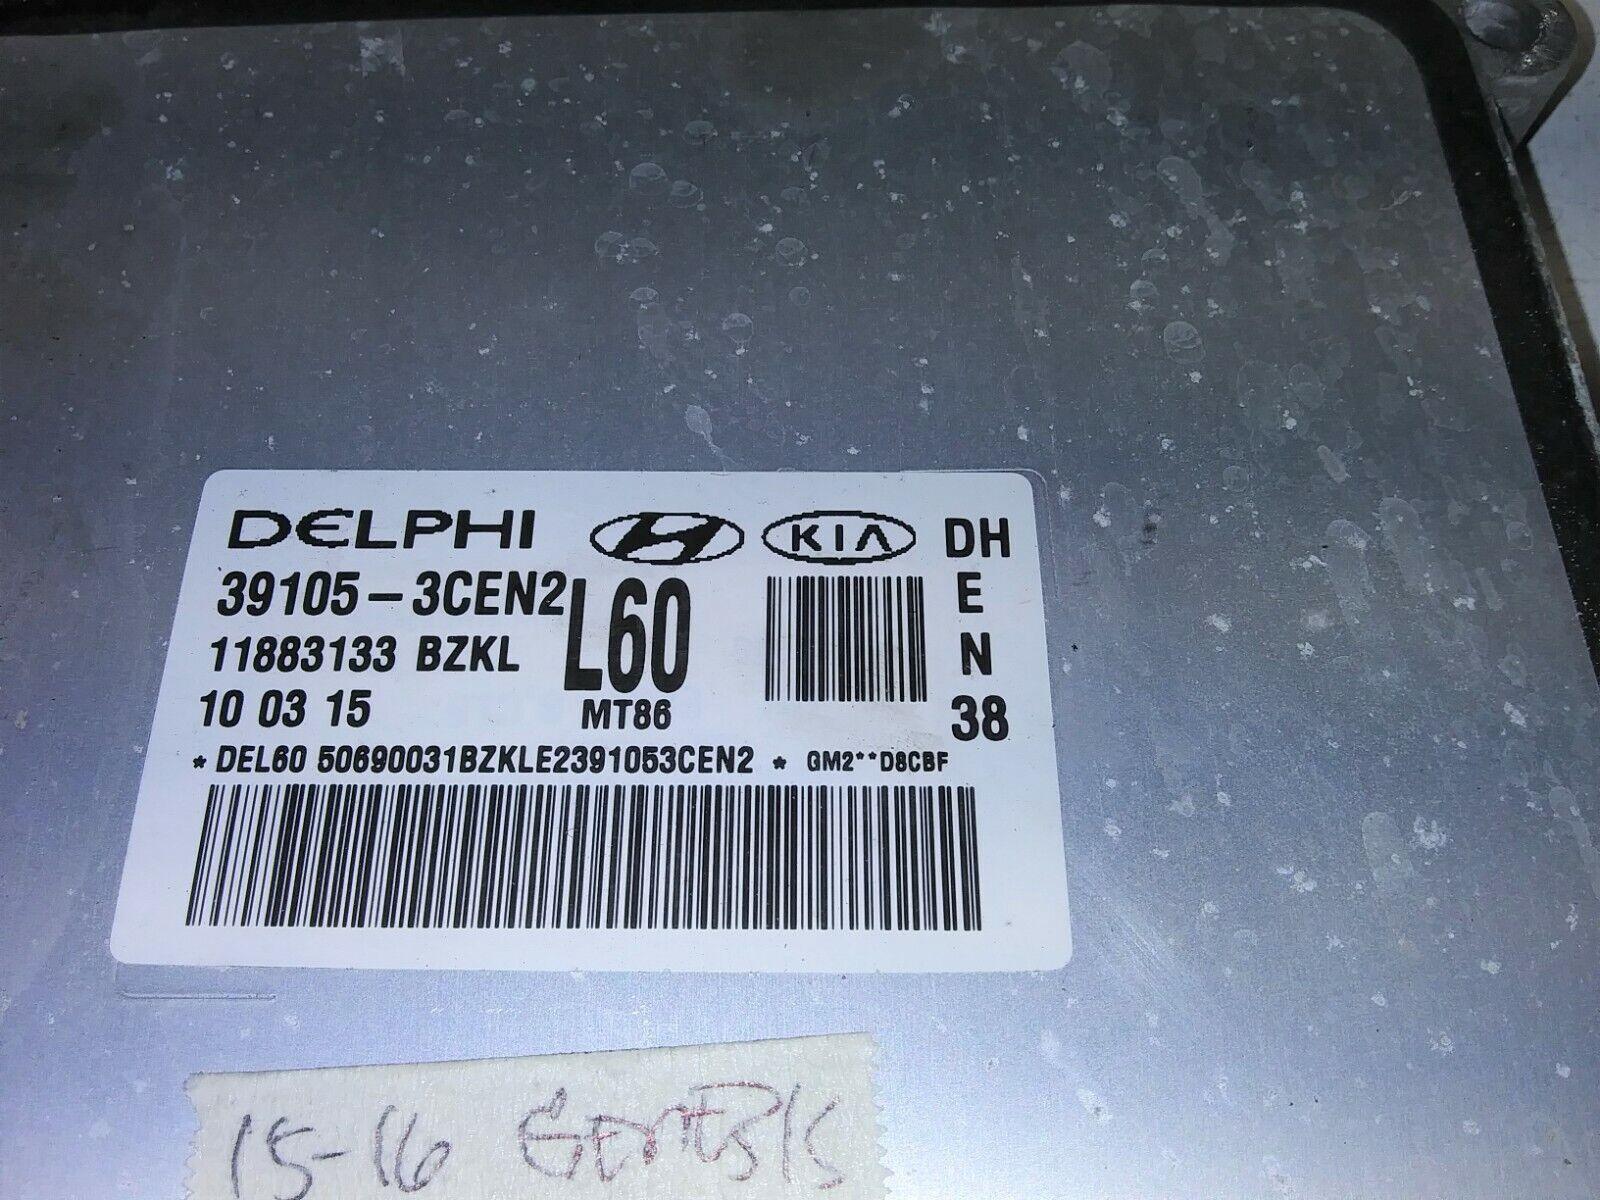 DELPHI H KIA DH
39105-3CEN2 L60 E
11883133 BZKL N
10 03 15 MT86 38
* DEL60 50690031BZKLE2391053CEN2 * GM2**D8CBF
15-16 GENESIS